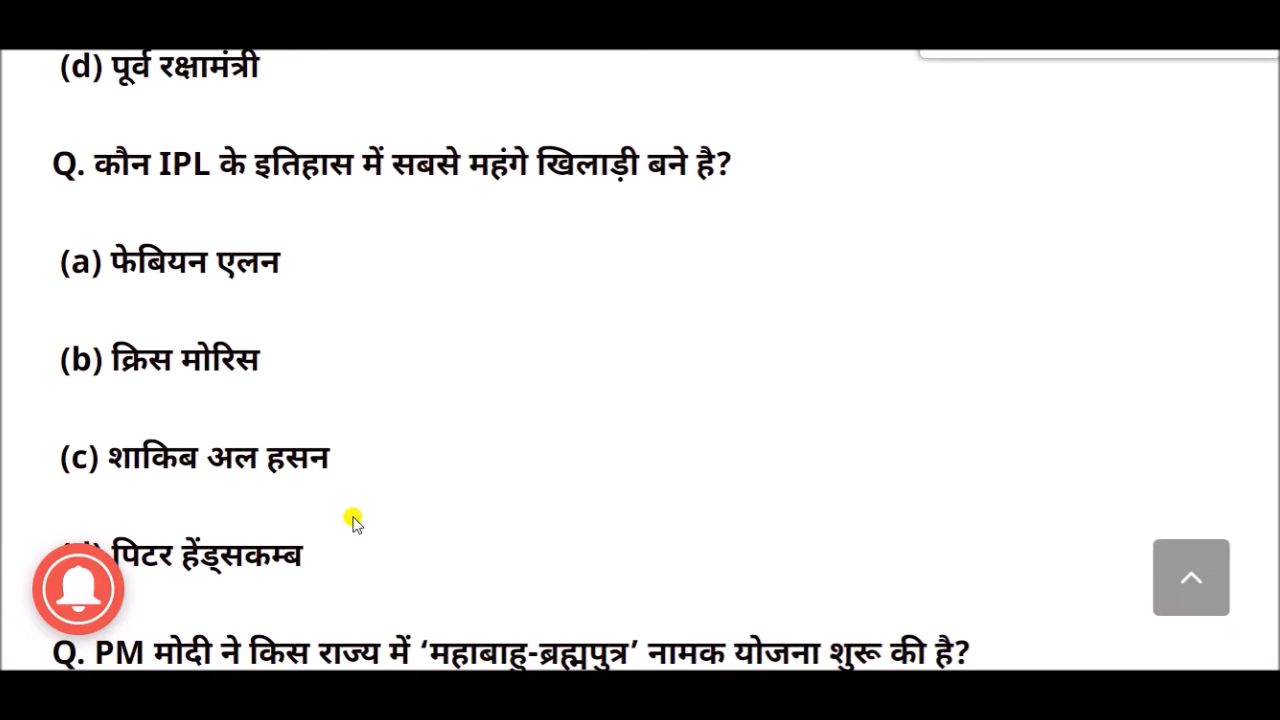 (d) पूर्व रक्षामंत्री
Q. कौन IPL के इतिहास में सबसे महंगे खिलाड़ी बने है?
(a) फेबियन एलन
(b) क्रिस मोरिस
(c) शाकिब अल हसन
पिटर हेंड्सकम्ब
Q. PM मोदी ने किस राज्य में ‘महाबाहु-ब्रह्मपुत्र’ नामक योजना शुरू की है?